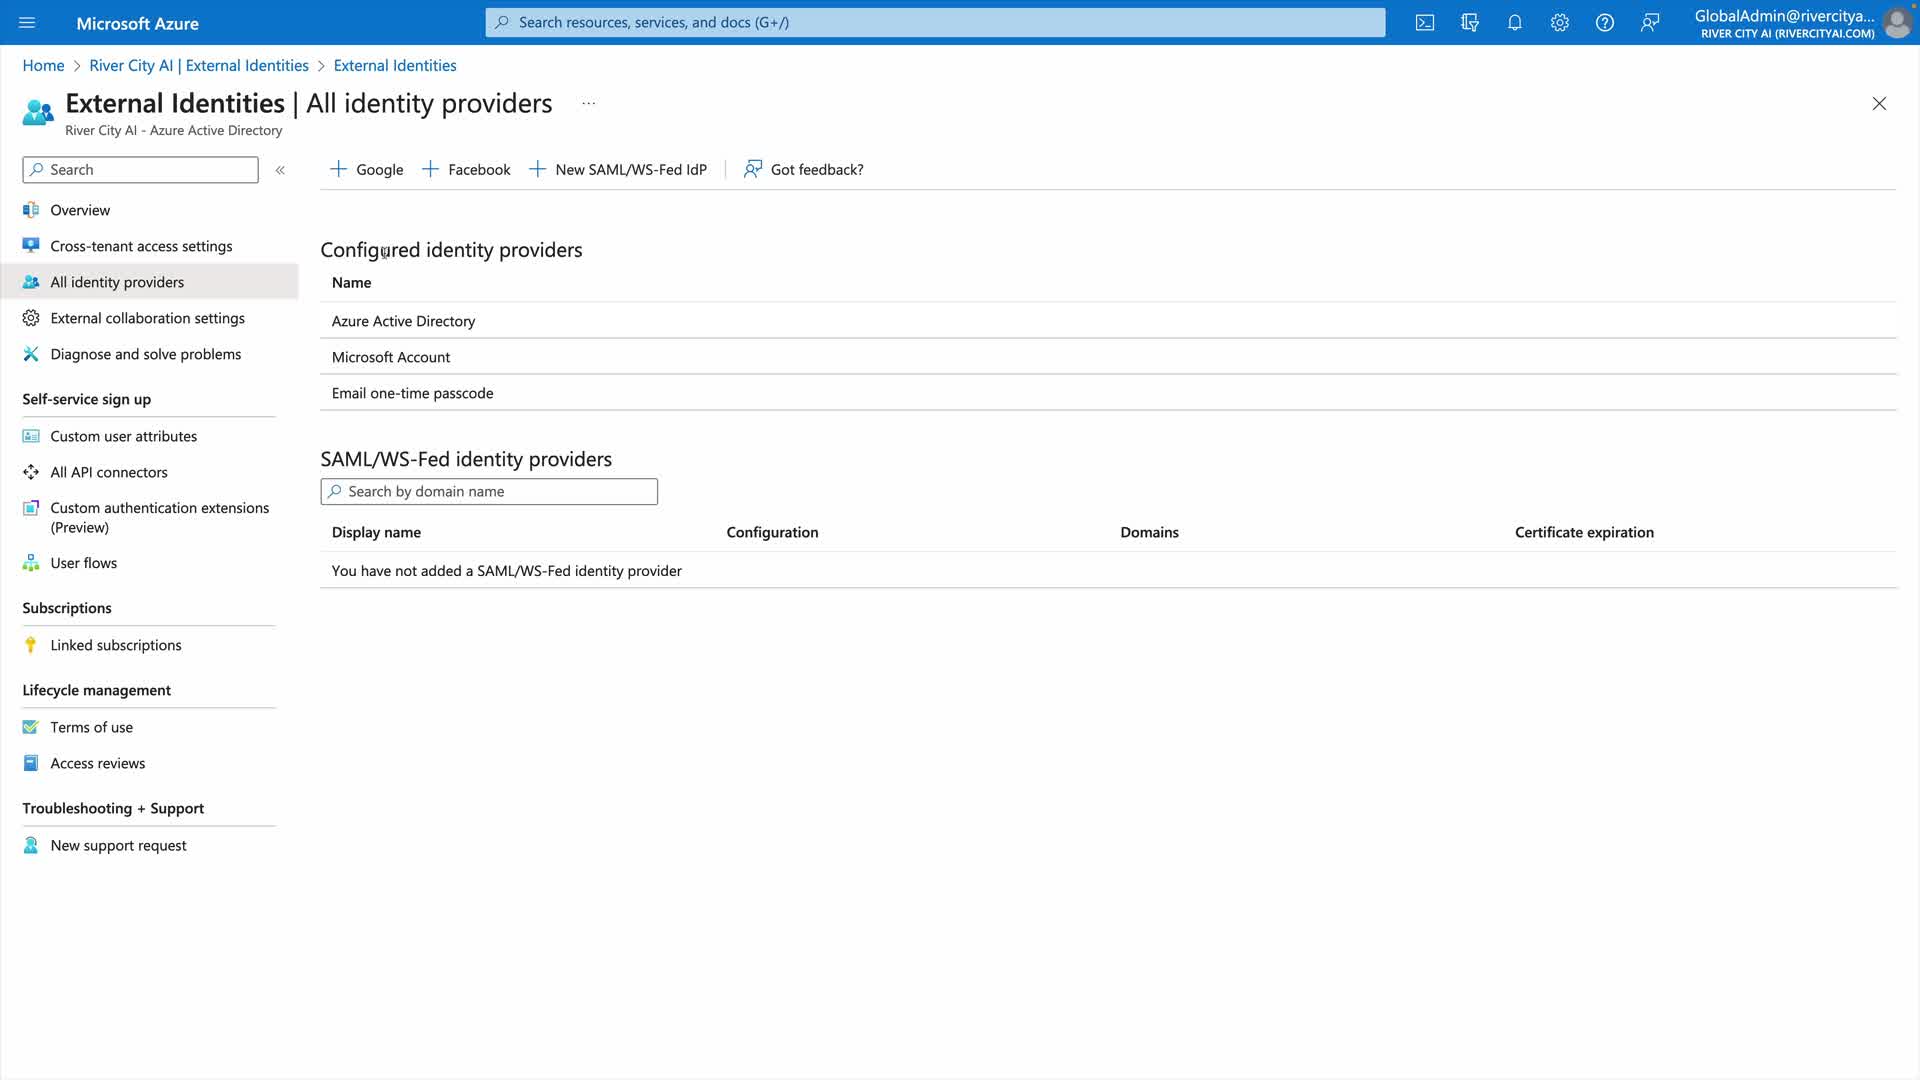 Microsoft Azure
Search resources, services, and docs (G+/)
GlobalAdmin@rivercitya...
RIVER CITY AI (RIVERCITYAI.COM)
Home > River City AI | External Identities > External Identities
External Identities | All identity providers ...
River City AI - Azure Active Directory
Search
«
Google
Facebook
New SAML/WS-Fed IdP
Got feedback?
Overview
Cross-tenant access settings
All identity providers
External collaboration settings
Diagnose and solve problems
Self-service sign up
Custom user attributes
All API connectors
Custom authentication extensions
(Preview)
User flows
Subscriptions
Linked subscriptions
Lifecycle management
Terms of use
Access reviews
Troubleshooting + Support
New support request
Configured identity providers
Name
Azure Active Directory
Microsoft Account
Email one-time passcode
SAML/WS-Fed identity providers
Search by domain name
Display name Configuration Domains Certificate expiration
You have not added a SAML/WS-Fed identity provider